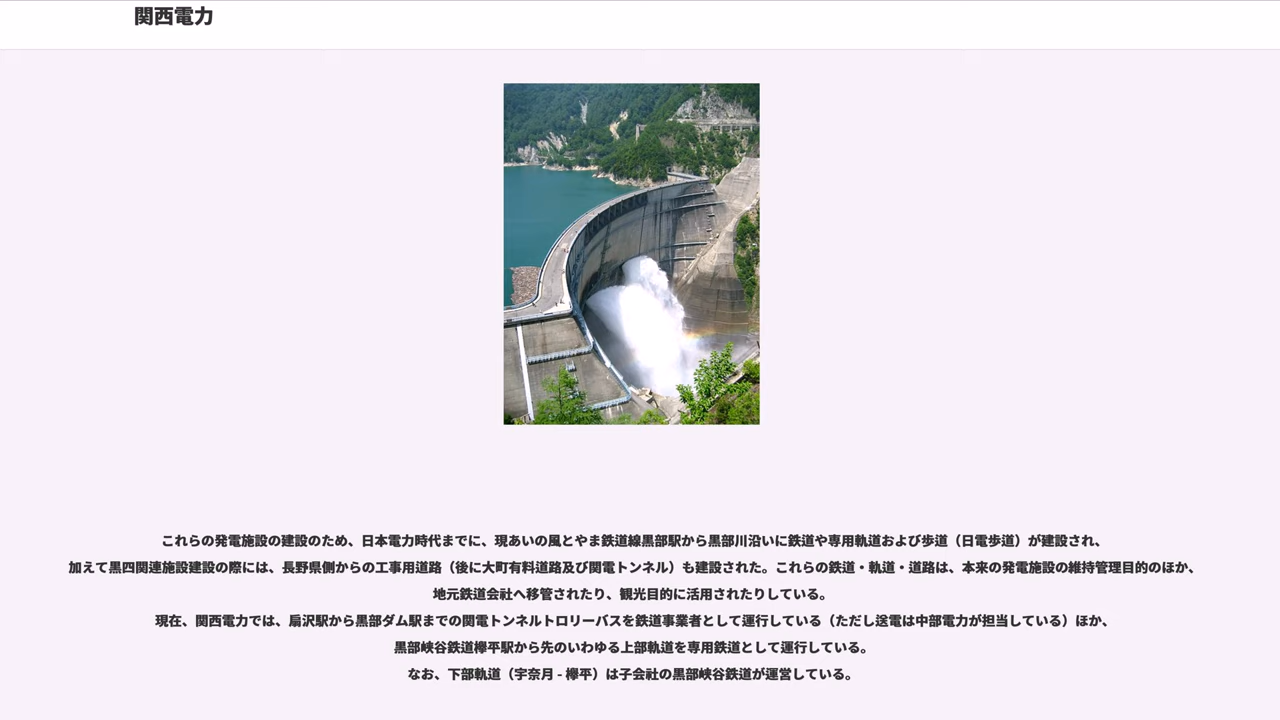 関西電力
これらの発電施設の建設のため、日本電力時代までに、現あいの風とやま鉄道線黒部駅から黒部川沿いに鉄道や専用軌道および歩道（日電歩道）が建設され、
加えて黒四関連施設建設の際には、長野県側からの工事用道路（後に大町有料道路及び関電トンネル）も建設された。これらの鉄道・軌道・道路は、本来の発電施設の維持管理目的のほか、
地元鉄道会社へ移管されたり、観光目的に活用されたりしている。
現在、関西電力では、扇沢駅から黒部ダム駅までの関電トンネルトロリーバスを鉄道事業者として運行している（ただし送電は中部電力が担当している）ほか、
黒部峡谷鉄道欅平駅から先のいわゆる上部軌道を専用鉄道として運行している。
なお、下部軌道（宇奈月 - 欅平）は子会社の黒部峡谷鉄道が運営している。